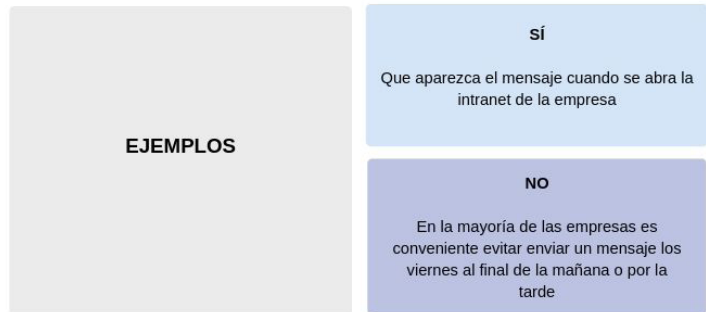 EJEMPLOS
SÍ
Que aparezca el mensaje cuando se abra la
intranet de la empresa
NO
En la mayoría de las empresas es
conveniente evitar enviar un mensaje los
viernes al final de la mañana o por la
tarde